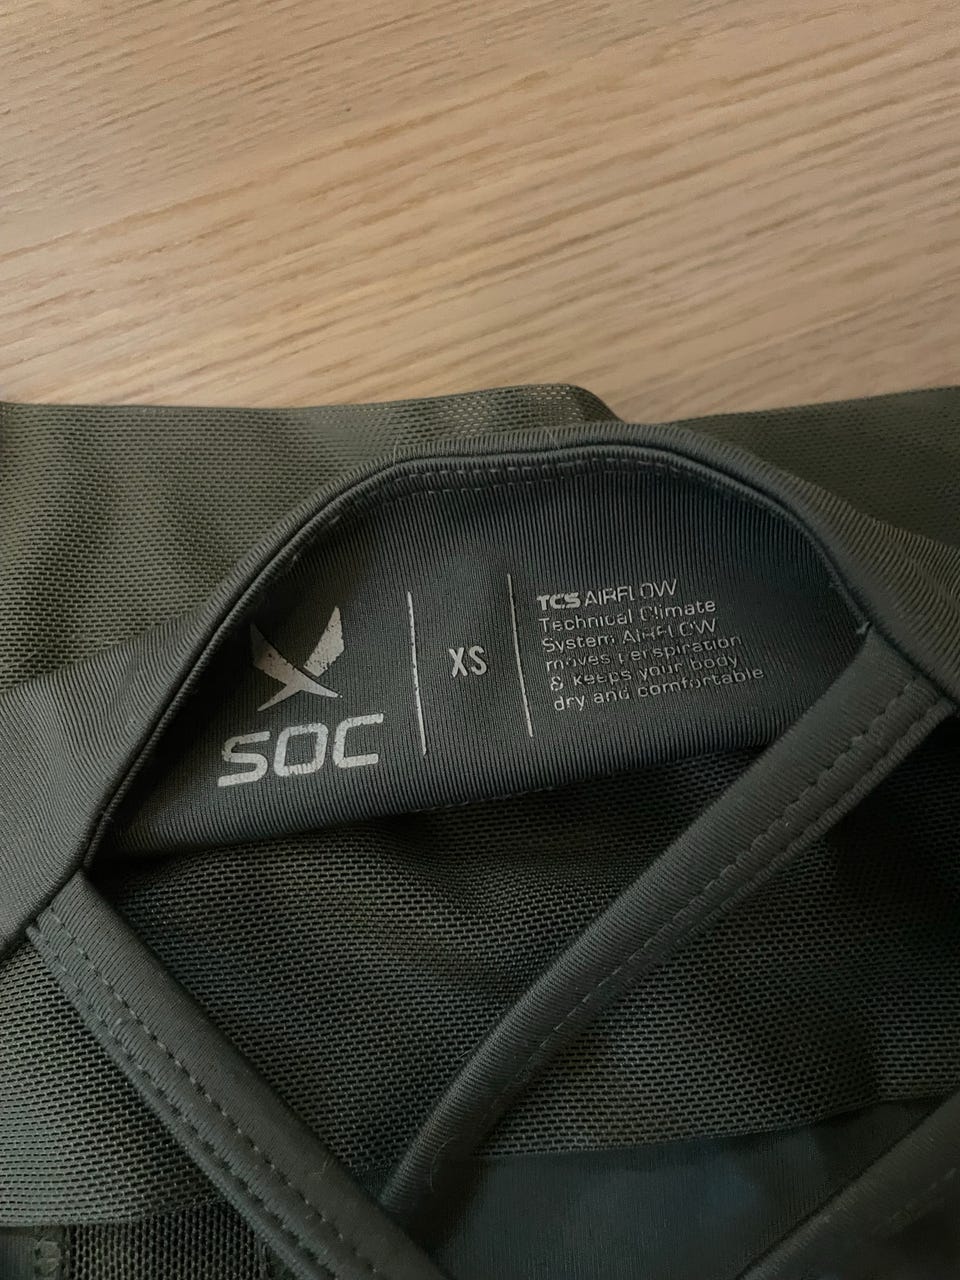 SOC
XS
TCS AIRFLOW
Technical Climate
System AIRFLOW
moves perspiration
& keeps your body
dry and comfortable